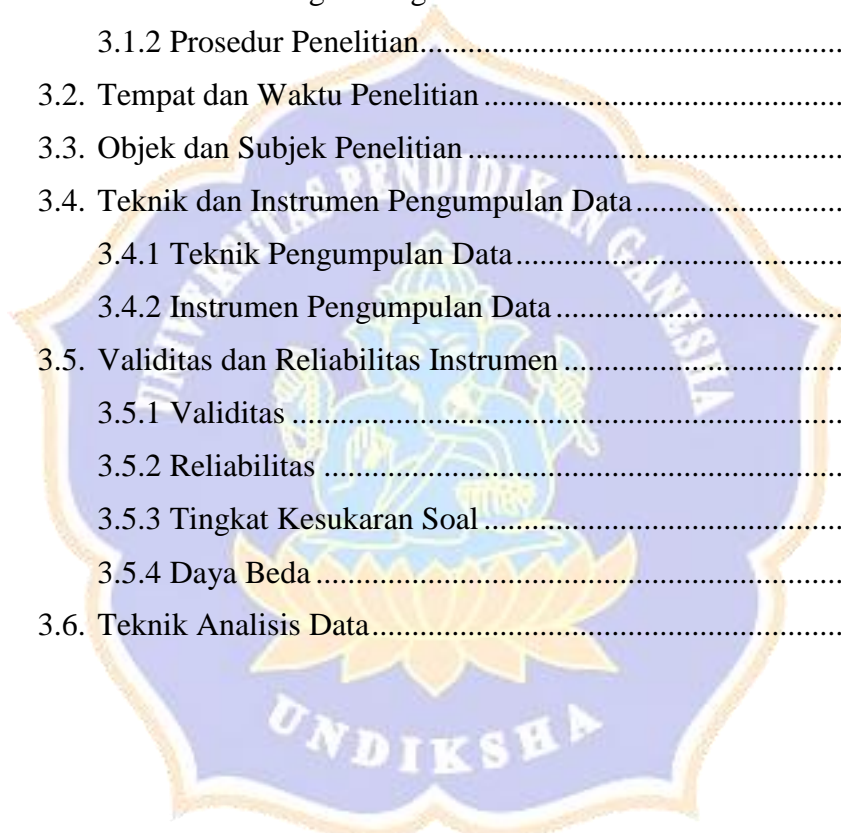 3.1.2 Prosedur Penelitian.......................................................
3.2. Tempat dan Waktu Penelitian.............................................
3.3. Objek dan Subjek Penelitian...............................................
3.4. Teknik dan Instrumen Pengumpulan Data..........................
3.4.1 Teknik Pengumpulan Data.........................................
3.4.2 Instrumen Pengumpulan Data....................................
3.5. Validitas dan Reliabilitas Instrumen...................................
3.5.1 Validitas.....................................................................
3.5.2 Reliabilitas.................................................................
3.5.3 Tingkat Kesukaran Soal.............................................
3.5.4 Daya Beda..................................................................
3.6. Teknik Analisis Data...........................................................
UNIVERSITAS PENDIDIKAN GANESHA
UNDIKSHA